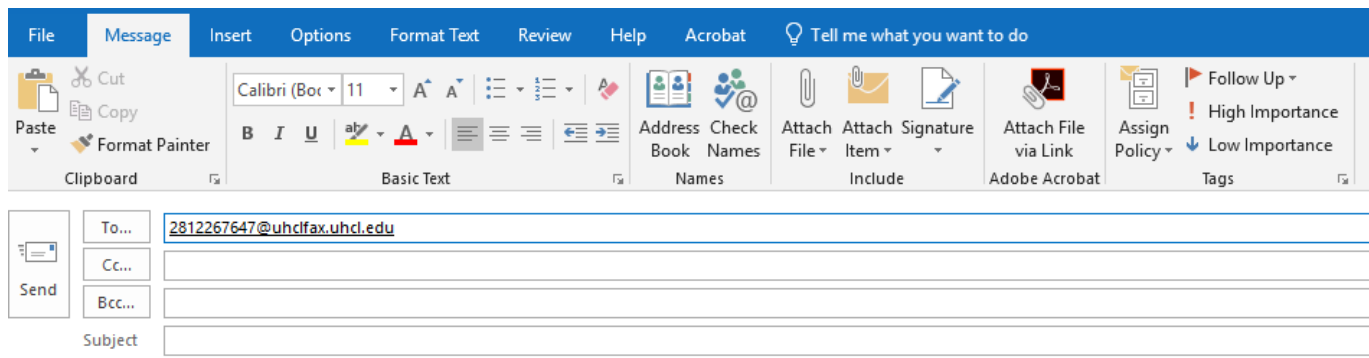 File Message Insert Options Format Text Review Help Acrobat Tell me what you want to do
Cut
Copy
Paste
Format Painter
Clipboard
Calibri (Boc 11
B I U
Basic Text
Address Book
Check Names
Names
Attach File
Attach Item
Signature
Include
Attach File via Link
Adobe Acrobat
Assign Policy
Follow Up
High Importance
Low Importance
Tags
Send
To... 2812267647@uhclfax.uhcl.edu
Cc...
Bcc...
Subject